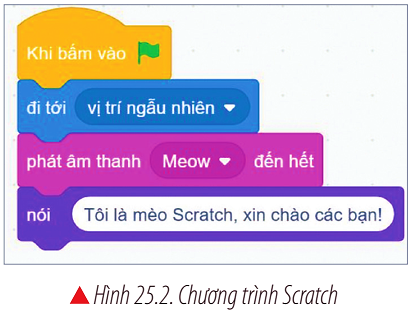 Khi bấm vào
đi tới vị trí ngẫu nhiên
phát âm thanh Meow đến hết
nói Tôi là mèo Scratch, xin chào các bạn!
Hình 25.2. Chương trình Scratch